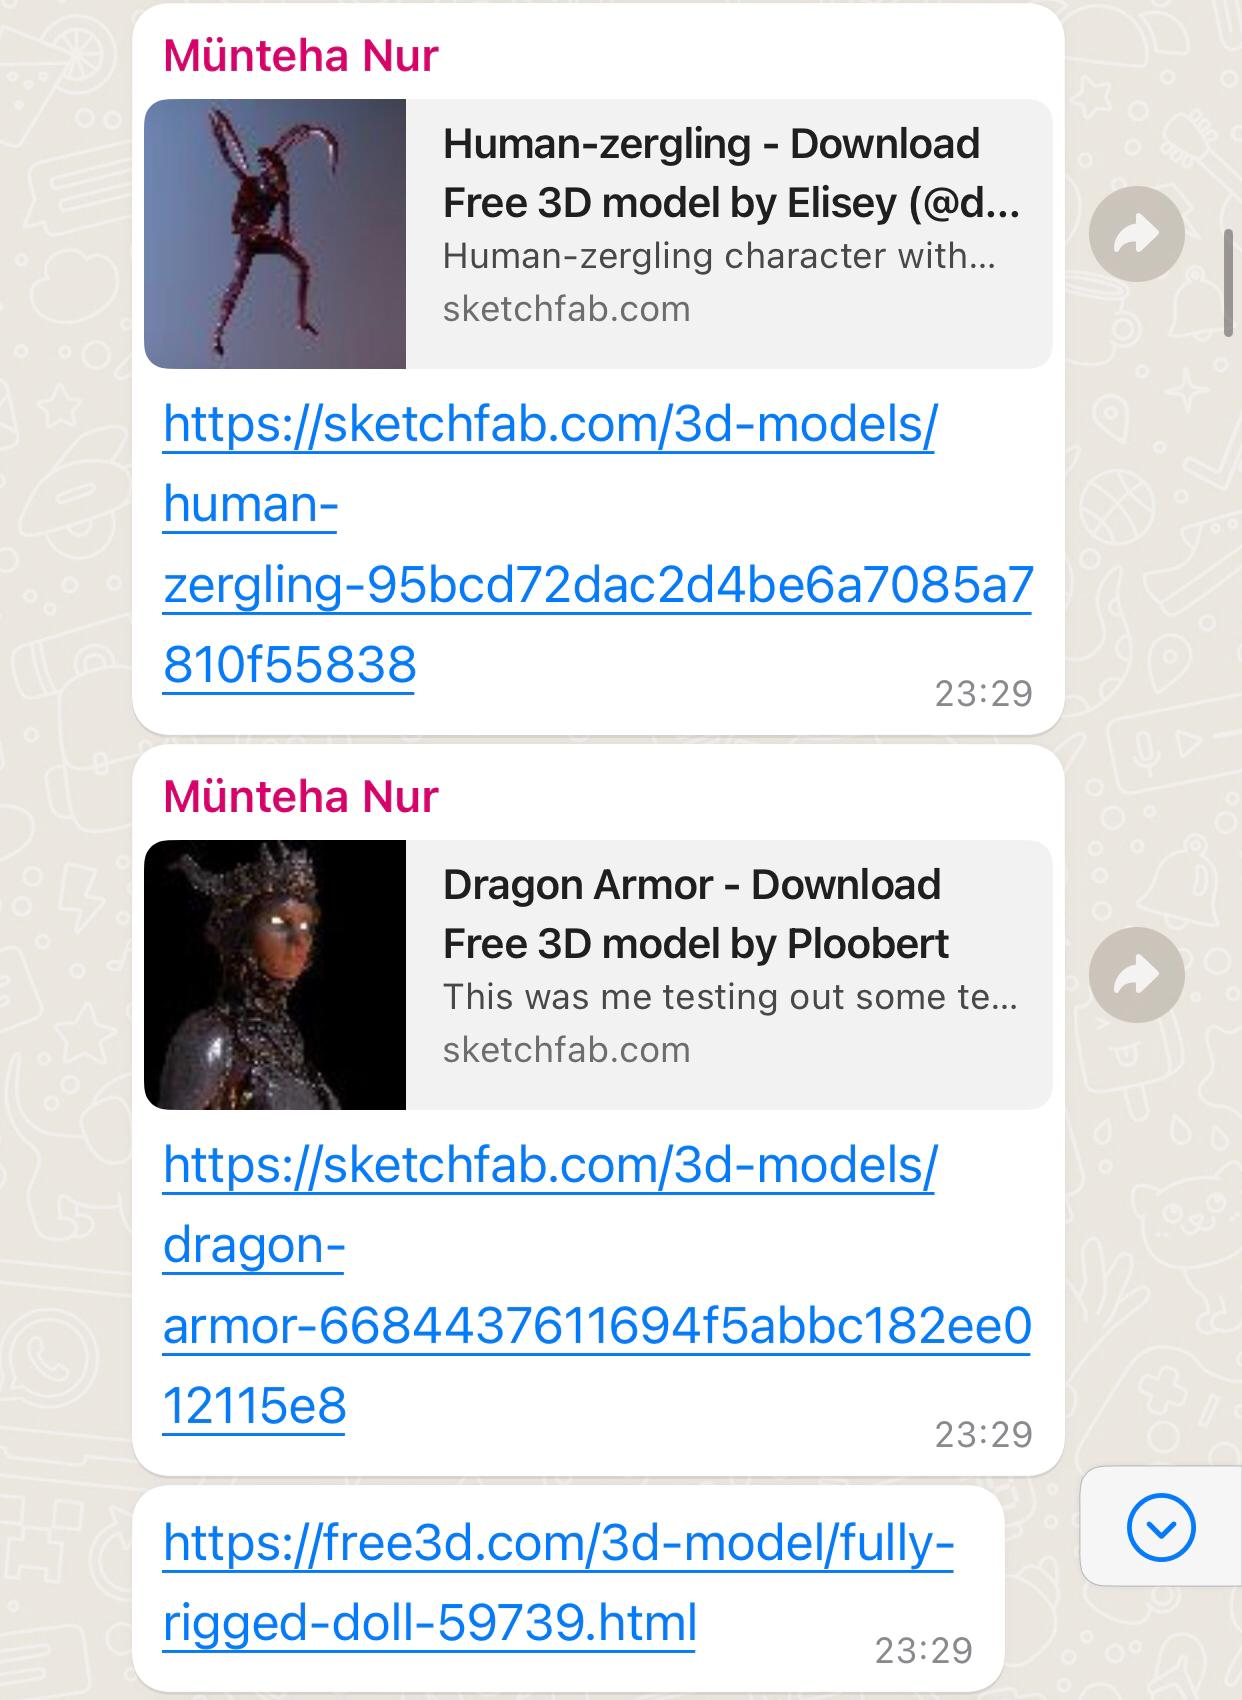 Münteha Nur
Human-zergling - Download
Free 3D model by Elisey (@d...
Human-zergling character with...
sketchfab.com
https://sketchfab.com/3d-models/
human-
zergling-95bcd72dac2d4be6a7085a7
810f55838
23:29
Münteha Nur
Dragon Armor - Download
Free 3D model by Ploobert
This was me testing out some te...
sketchfab.com
https://sketchfab.com/3d-models/
dragon-
armor-6684437611694f5abbc182ee0
12115e8
23:29
https://free3d.com/3d-model/fully-
rigged-doll-59739.html
23:29